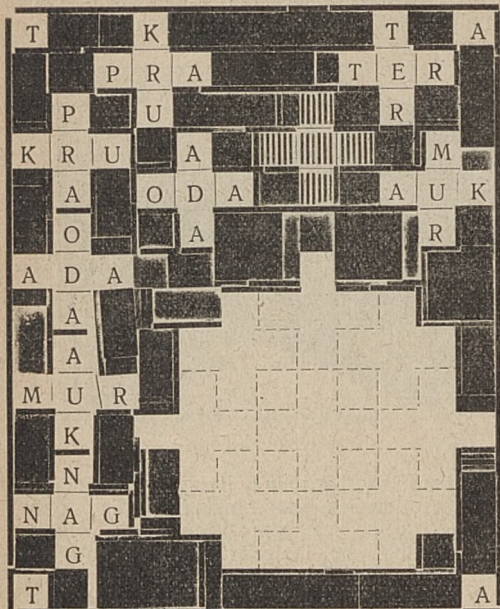 T K T A
P R A T E R
P U R
K R U A M
A O D A A U K
O A R
A D A
A
A
M U R
K
N
N A G
G
T A